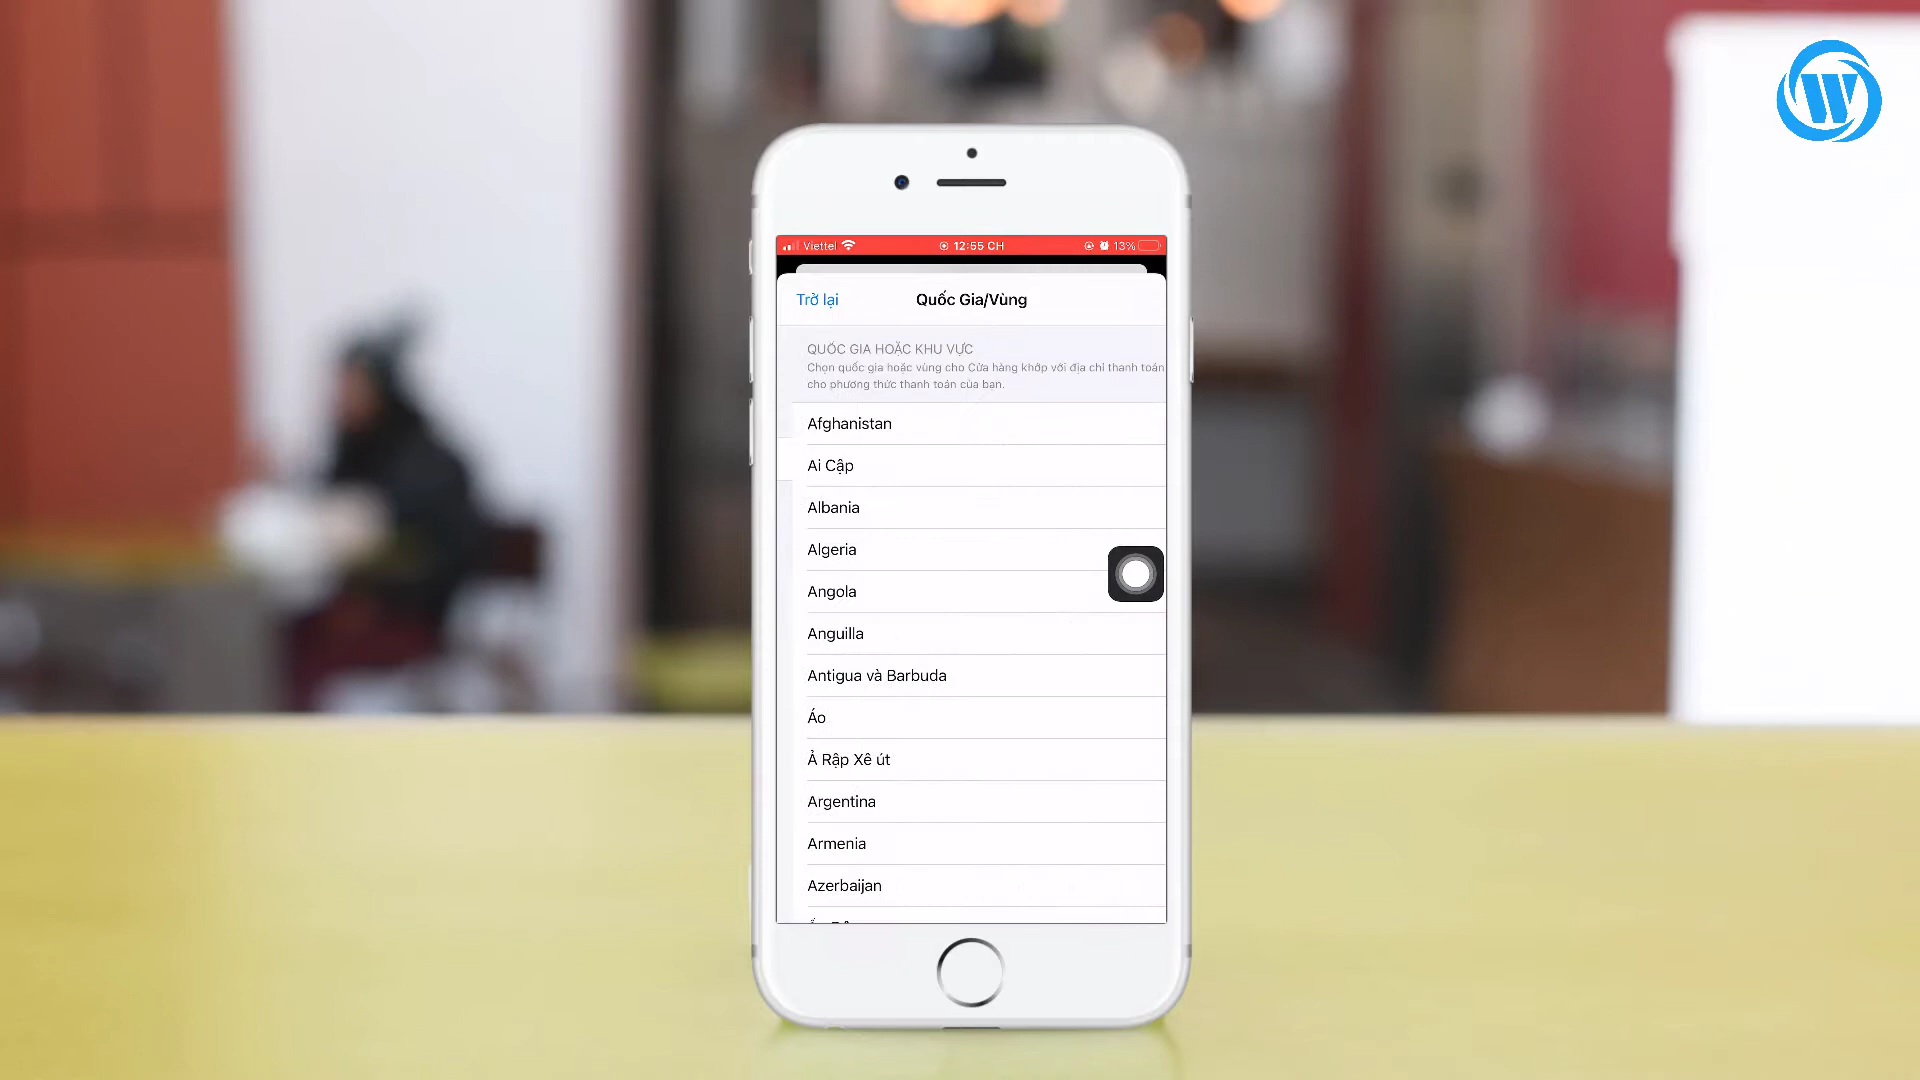 W
Viettel 12:55 CH 13%
Trở lại Quốc Gia/Vùng
QUỐC GIA HOẶC KHU VỰC
Chọn quốc gia hoặc vùng cho Cửa hàng khớp với địa chỉ thanh toán
cho phương thức thanh toán của bạn.
Afghanistan
Ai Cập
Albania
Algeria
Angola
Anguilla
Antigua và Barbuda
Áo
Ả Rập Xê út
Argentina
Armenia
Azerbaijan